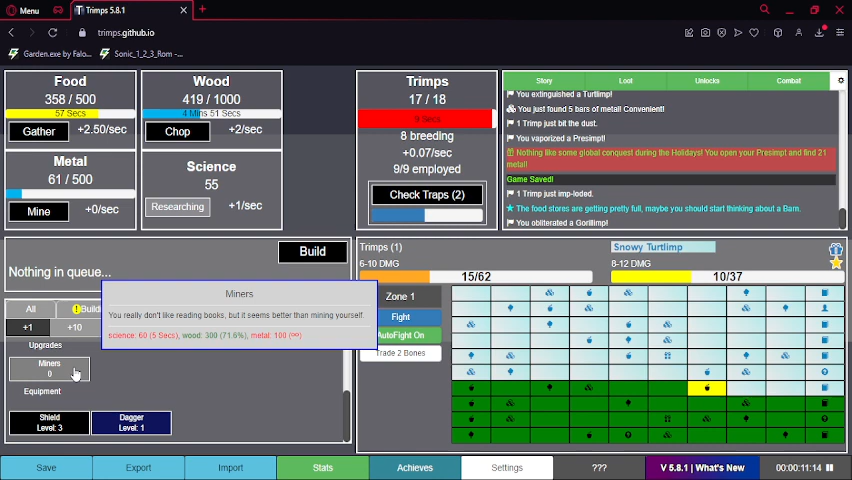 Menu
Trimps 5.8.1
trimps.github.io
Garden.exe by Falo...
Sonic_1_2_3_Rom -...
Food
358 / 500
57 Secs
Gather
+2.50/sec
Wood
419 / 1000
4 Mins 51 Secs
Chop
+2/sec
Metal
61 / 500
Mine
+0/sec
Science
55
Researching
+1/sec
Trimps
17 / 18
8 breeding
+0.07/sec
9/9 employed
Check Traps (2)
Story
Loot
Unlocks
Combat
You extinguished a Turtlimp!
You just found 5 bars of metal! Convenient!
1 Trimp just bit the dust.
You vaporized a Presimpt!
Nothing like some global conquest during the Holidays! You open your Presimpt and find 21
metal!
Game Saved!
1 Trimp just imp-loded.
The food stores are getting pretty full, maybe you should start thinking about a Barn.
You obliterated a Gorillimp!
Build
Nothing in queue...
All
+1
+10
Miners
You really don't like reading books, but it seems better than mining yourself.
science: 60 (5 Secs), wood: 300 (71.6%), metal: 100 (∞)
Upgrades
Miners
0
Equipment
Shield
Level: 3
Dagger
Level: 1
Trimps (1)
6-10 DMG
15/62
Snowy Turtlimp
8-12 DMG
10/37
Zone 1
Fight
AutoFight On
Trade 2 Bones
Save
Export
Import
Stats
Achieves
Settings
???
V 5.8.1 | What's New
00:00:11:14